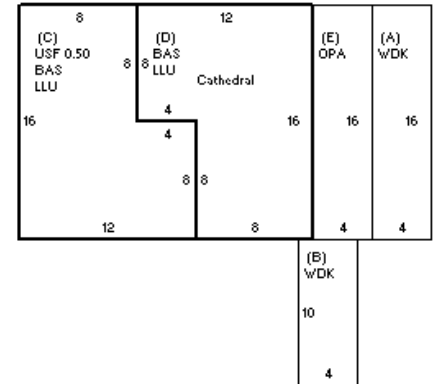 8
12
(C)
USF 0.50
BAS
LLU
8
8
(D)
BAS
LLU
Cathedral
(E)
OPA
(A)
WDK
4
4
16
16
16
16
8
8
12
8
4
4
(B)
WDK
10
4